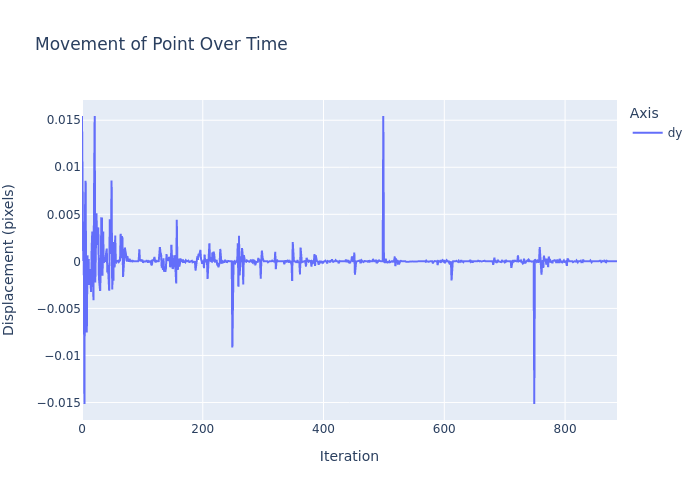 Movement of Point Over Time
Axis
dy
Displacement (pixels)
0.015
0.01
0.005
0
−0.005
−0.01
−0.015
0 200 400 600 800
Iteration